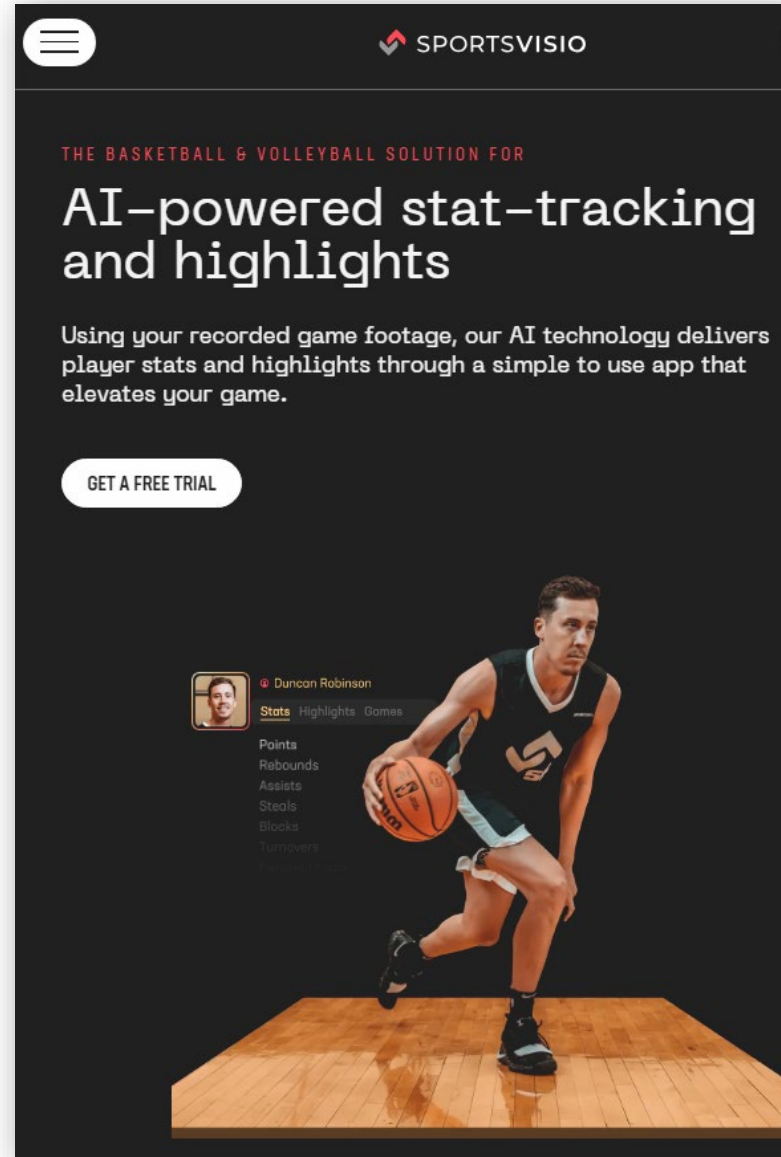 SPORTSVISIO
THE BASKETBALL & VOLLEYBALL SOLUTION FOR
AI-powered stat-tracking
and highlights
Using your recorded game footage, our AI technology delivers
player stats and highlights through a simple to use app that
elevates your game.
GET A FREE TRIAL
Duncan Robinson
Stats Highlights Games
Points
Rebounds
Assists
Steals
Blocks
Turnovers